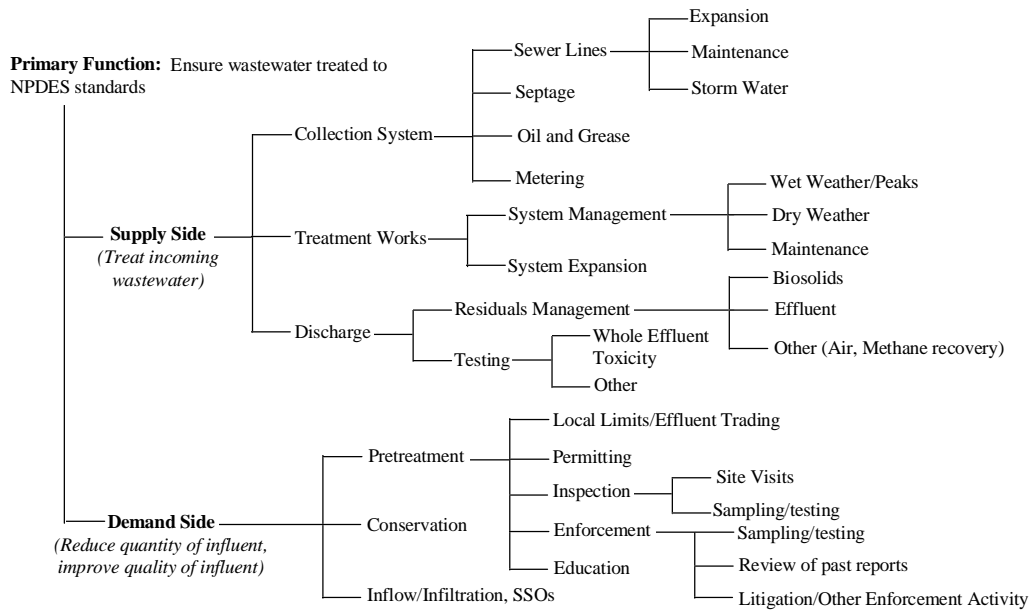 Primary Function: Ensure wastewater treated to
NPDES standards
Supply Side
(Treat incoming
wastewater)
Collection System
Sewer Lines
Expansion
Maintenance
Storm Water
Septage
Oil and Grease
Metering
Treatment Works
System Management
Wet Weather/Peaks
Dry Weather
Maintenance
System Expansion
Discharge
Residuals Management
Biosolids
Effluent
Other (Air, Methane recovery)
Testing
Whole Effluent
Toxicity
Other
Demand Side
(Reduce quantity of influent,
improve quality of influent)
Pretreatment
Local Limits/Effluent Trading
Permitting
Inspection
Site Visits
Sampling/testing
Enforcement
Sampling/testing
Review of past reports
Litigation/Other Enforcement Activity
Education
Conservation
Inflow/Infiltration, SSOs